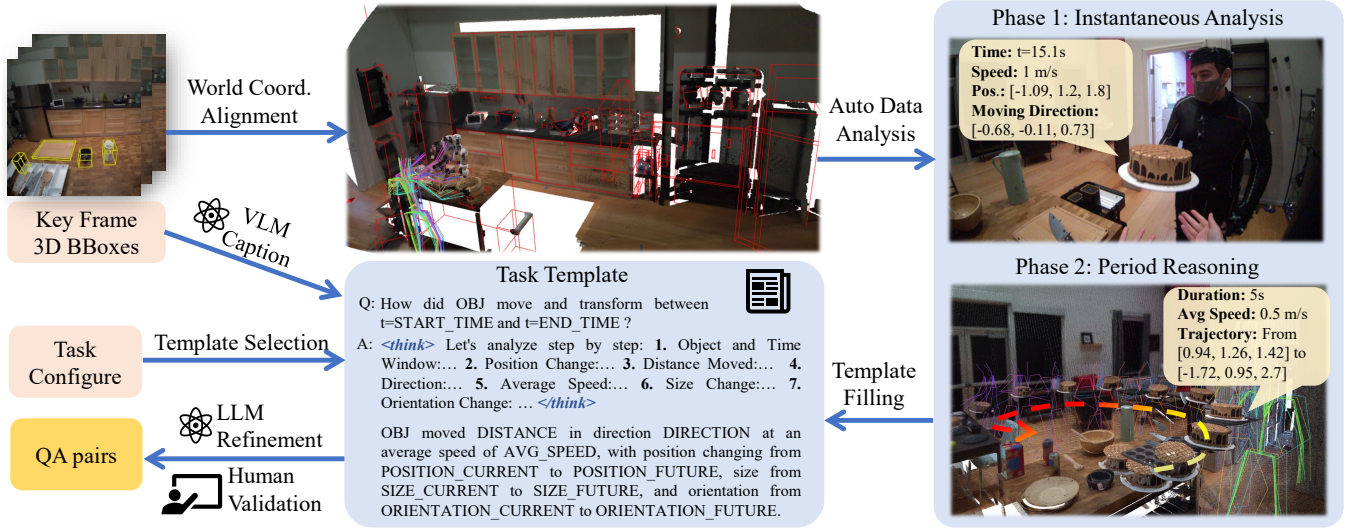 World Coord.
Alignment
Key Frame
3D BBoxes
VLM
Caption
Auto Data
Analysis
Phase 1: Instantaneous Analysis
Time: t=15.1s
Speed: 1 m/s
Pos.: [-1.09, 1.2, 1.8]
Moving Direction:
[-0.68, -0.11, 0.73]
Phase 2: Period Reasoning
Duration: 5s
Avg Speed: 0.5 m/s
Trajectory: From
[0.94, 1.26, 1.42] to
[-1.72, 0.95, 2.7]
Template
Filling
Task Template
Q: How did OBJ move and transform between
t=START_TIME and t=END_TIME ?
A: <think> Let's analyze step by step: 1. Object and Time
Window:... 2. Position Change:... 3. Distance Moved:... 4.
Direction:... 5. Average Speed:... 6. Size Change:... 7.
Orientation Change: ... </think>
OBJ moved DISTANCE in direction DIRECTION at an
average speed of AVG_SPEED, with position changing from
POSITION_CURRENT to POSITION_FUTURE, size from
SIZE_CURRENT to SIZE_FUTURE, and orientation from
ORIENTATION_CURRENT to ORIENTATION_FUTURE.
Task
Configure
Template Selection
LLM
Refinement
Human
Validation
QA pairs